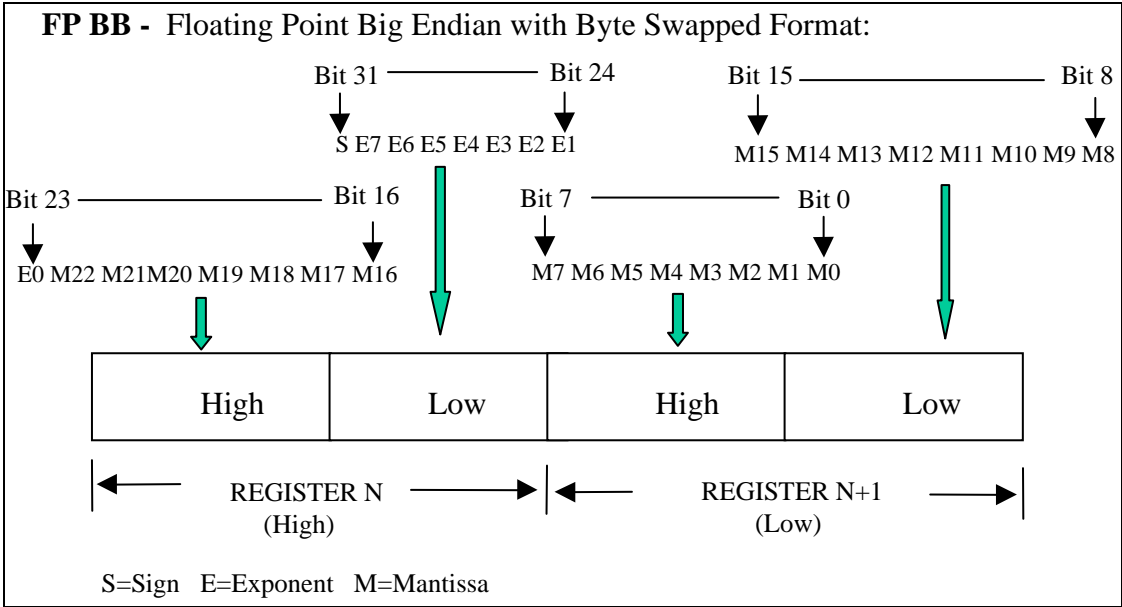 FP BB - Floating Point Big Endian with Byte Swapped Format:
Bit 31 Bit 24
Bit 15 Bit 8
S E7 E6 E5 E4 E3 E2 E1
M15 M14 M13 M12 M11 M10 M9 M8
Bit 23 Bit 16
Bit 7 Bit 0
E0 M22 M21M20 M19 M18 M17 M16
M7 M6 M5 M4 M3 M2 M1 M0
High Low High Low
REGISTER N
(High)
REGISTER N+1
(Low)
S=Sign E=Exponent M=Mantissa